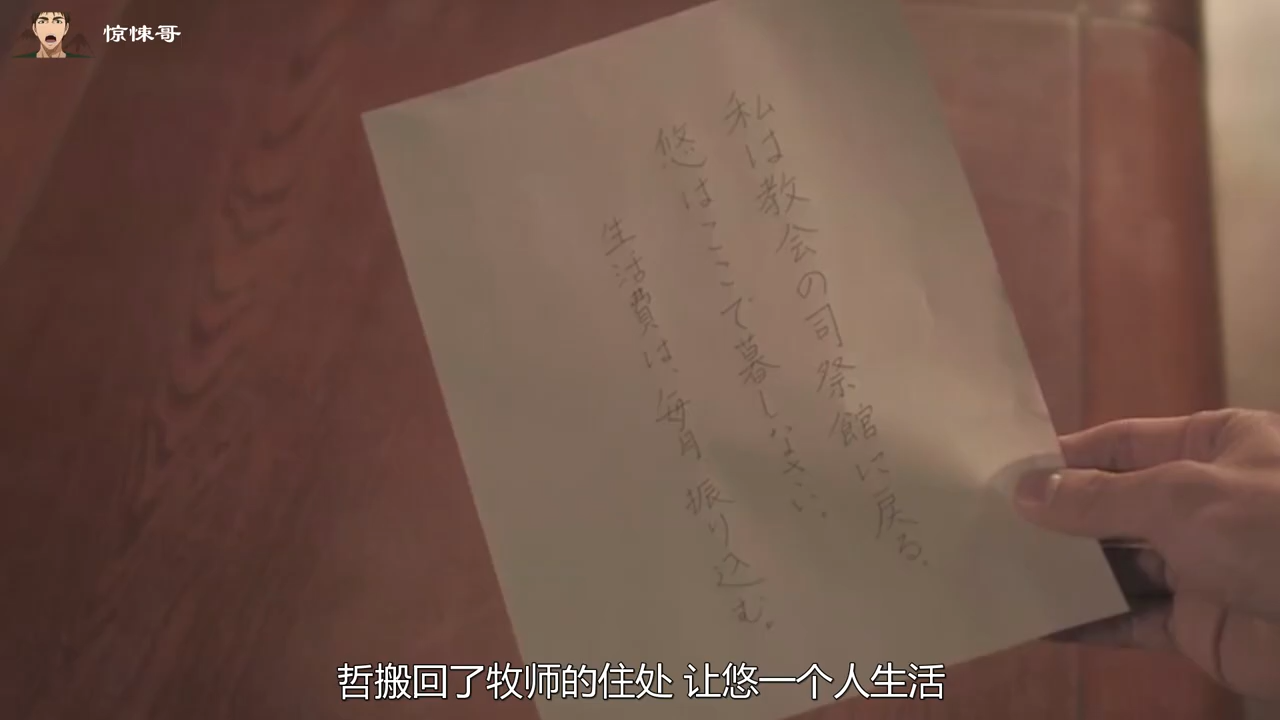 惊悚哥
私は教会の司祭館に戻る。
悠はここで暮しなさい。
生活費は、毎月振り込む。
哲搬回了牧师的住处 让悠一个人生活